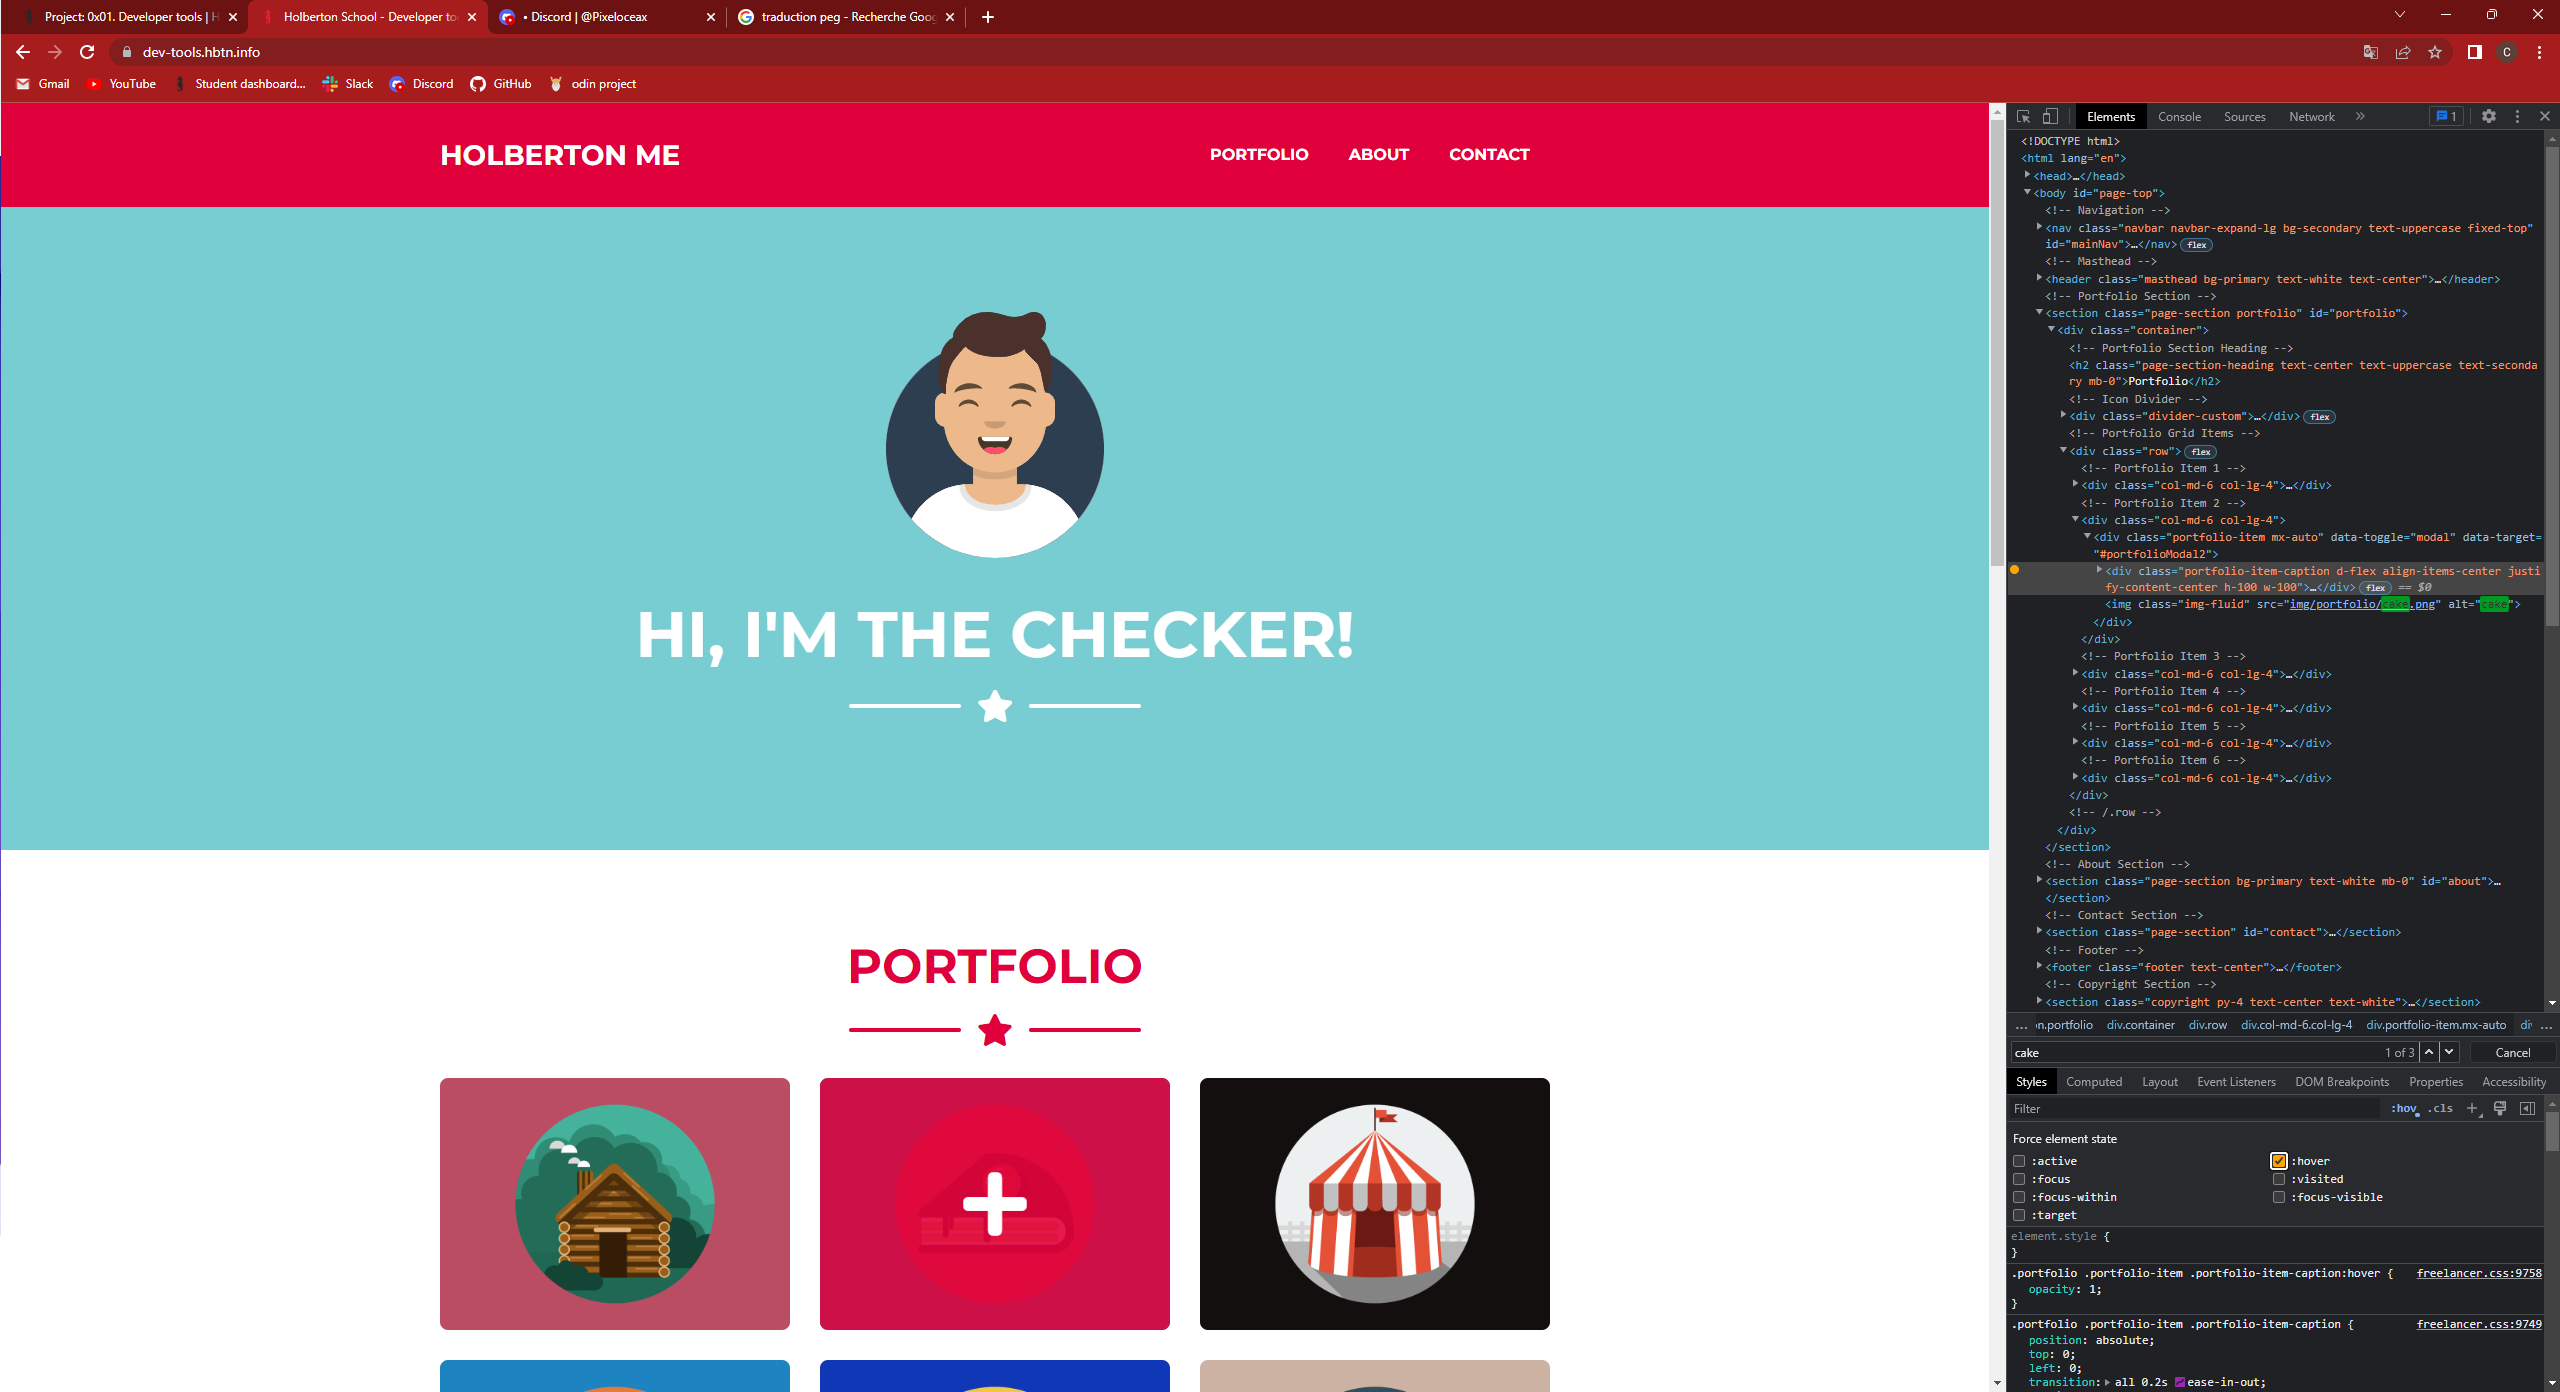 Project: 0x01. Developer tools | H
Holberton School - Developer to
• Discord | @Pixeloceax
traduction peg - Recherche Goog
dev-tools.hbtn.info
C
Gmail
YouTube
Student dashboard...
Slack
Discord
GitHub
odin project
HOLBERTON ME
PORTFOLIO
ABOUT
CONTACT
HI, I'M THE CHECKER!
PORTFOLIO
Elements
Console
Sources
Network
»
1
<!DOCTYPE html>
<html lang="en">
<head>…</head>
<body id="page-top">
<!-- Navigation -->
<nav class="navbar navbar-expand-lg bg-secondary text-uppercase fixed-top"
id="mainNav">…</nav> flex
<!-- Masthead -->
<header class="masthead bg-primary text-white text-center">…</header>
<!-- Portfolio Section -->
<section class="page-section portfolio" id="portfolio">
<div class="container">
<!-- Portfolio Section Heading -->
<h2 class="page-section-heading text-center text-uppercase text-seconda
ry mb-0">Portfolio</h2>
<!-- Icon Divider -->
<div class="divider-custom">…</div> flex
<!-- Portfolio Grid Items -->
<div class="row"> flex
<!-- Portfolio Item 1 -->
<div class="col-md-6 col-lg-4">…</div>
<!-- Portfolio Item 2 -->
<div class="col-md-6 col-lg-4">
<div class="portfolio-item mx-auto" data-toggle="modal" data-target=
"#portfolioModal2">
<div class="portfolio-item-caption d-flex align-items-center justi
fy-content-center h-100 w-100">…</div> flex == $0
<img class="img-fluid" src="img/portfolio/cake.png" alt="cake">
</div>
</div>
<!-- Portfolio Item 3 -->
<div class="col-md-6 col-lg-4">…</div>
<!-- Portfolio Item 4 -->
<div class="col-md-6 col-lg-4">…</div>
<!-- Portfolio Item 5 -->
<div class="col-md-6 col-lg-4">…</div>
<!-- Portfolio Item 6 -->
<div class="col-md-6 col-lg-4">…</div>
</div>
<!-- /.row -->
</div>
</section>
<!-- About Section -->
<section class="page-section bg-primary text-white mb-0" id="about">…
</section>
<!-- Contact Section -->
<section class="page-section" id="contact">…</section>
<!-- Footer -->
<footer class="footer text-center">…</footer>
<!-- Copyright Section -->
<section class="copyright py-4 text-center text-white">…</section>
... n.portfolio div.container div.row div.col-md-6.col-lg-4 div.portfolio-item.mx-auto di ...
cake
1 of 3
Cancel
Styles
Computed
Layout
Event Listeners
DOM Breakpoints
Properties
Accessibility
Filter
:hov .cls
Force element state
:active
:hover
:focus
:visited
:focus-within
:focus-visible
:target
element.style {
}
.portfolio .portfolio-item .portfolio-item-caption:hover { freelancer.css:9758
opacity: 1;
}
.portfolio .portfolio-item .portfolio-item-caption { freelancer.css:9749
position: absolute;
top: 0;
left: 0;
transition: all 0.2s ease-in-out;